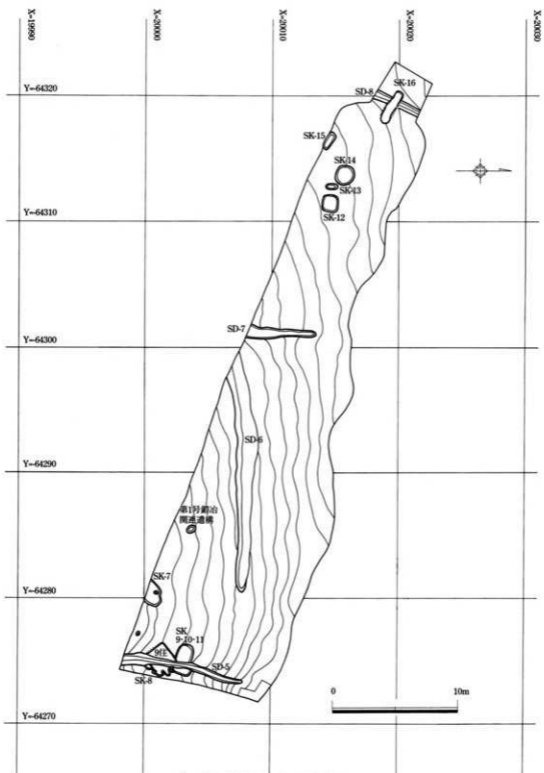 X=19990
X=20000
X=20010
X=20020
X=20030
Y=-64320
SD-8
SK-16
SK-15
SK-14
SK-13
SK-12
Y=-64310
SD-7
Y=-64300
SD-6
Y=-64290
第1号鍛冶
関連遺構
SK-7
Y=-64280
SK
9・10・11
9住
SD-5
SK-8
0
10m
Y=-64270